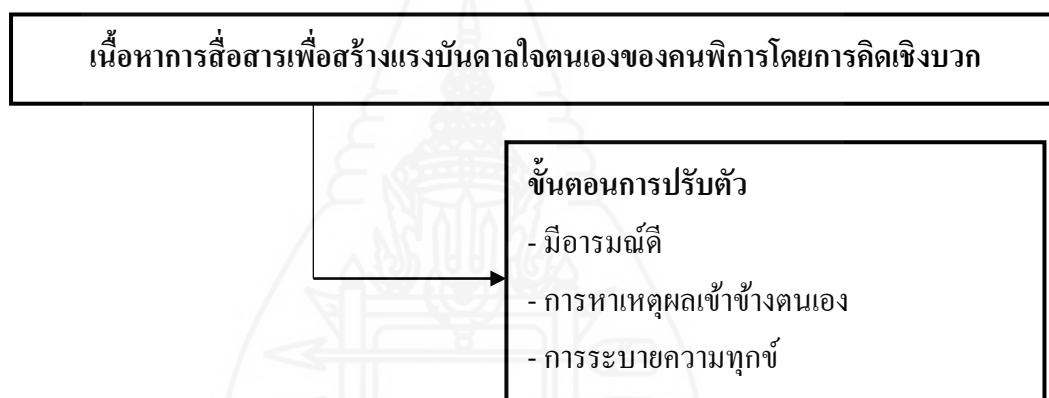 เนื้อหาการสื่อสารเพื่อสร้างแรงบันดาลใจตนเองของคนพิการโดยการคิดเชิงบวก
ขั้นตอนการปรับตัว
- มีอารมณ์ดี
- การหาเหตุผลเข้าข้างตนเอง
- การระบายความทุกข์